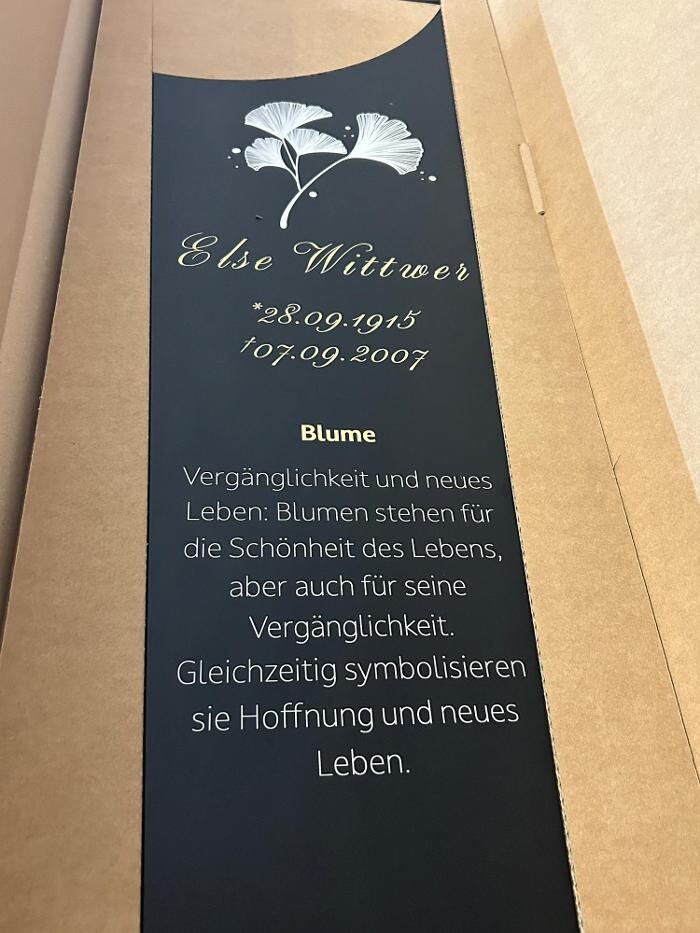 Else Wittwer
*28.09.1915
†07.09.2007
Blume
Vergänglichkeit und neues
Leben: Blumen stehen für
die Schönheit des Lebens,
aber auch für seine
Vergänglichkeit.
Gleichzeitig symbolisieren
sie Hoffnung und neues
Leben.